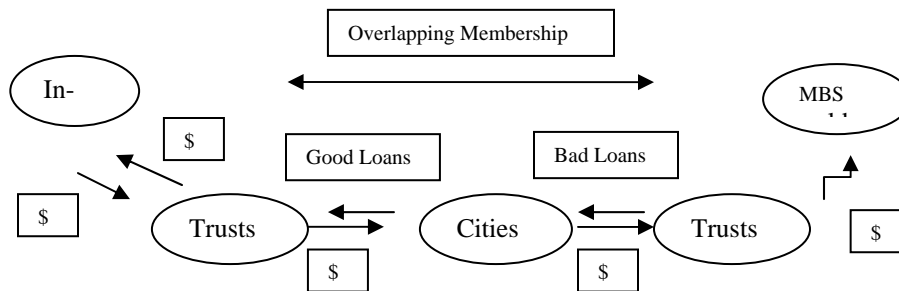 Overlapping Membership
In-
MBS
$
Good Loans
Bad Loans
$
Trusts
Cities
Trusts
$
$
$